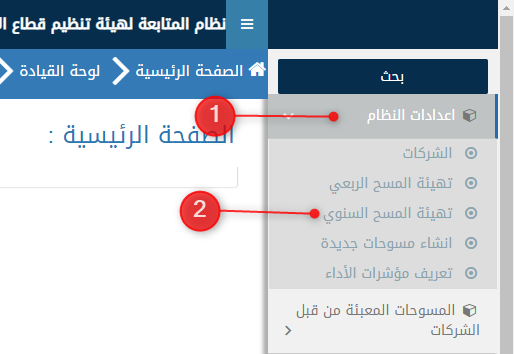 نظام المتابعة لهيئة تنظيم قطاع
الصفحة الرئيسية
لوحة القيادة
بحث
1
اعدادات النظام
الصفحة الرئيسية :
الشركات
تهيئة المسح الربعي
2
تهيئة المسح السنوي
انشاء مسوحات جديدة
تعريف مؤشرات الأداء
المسوحات المعبئة من قبل
الشركات